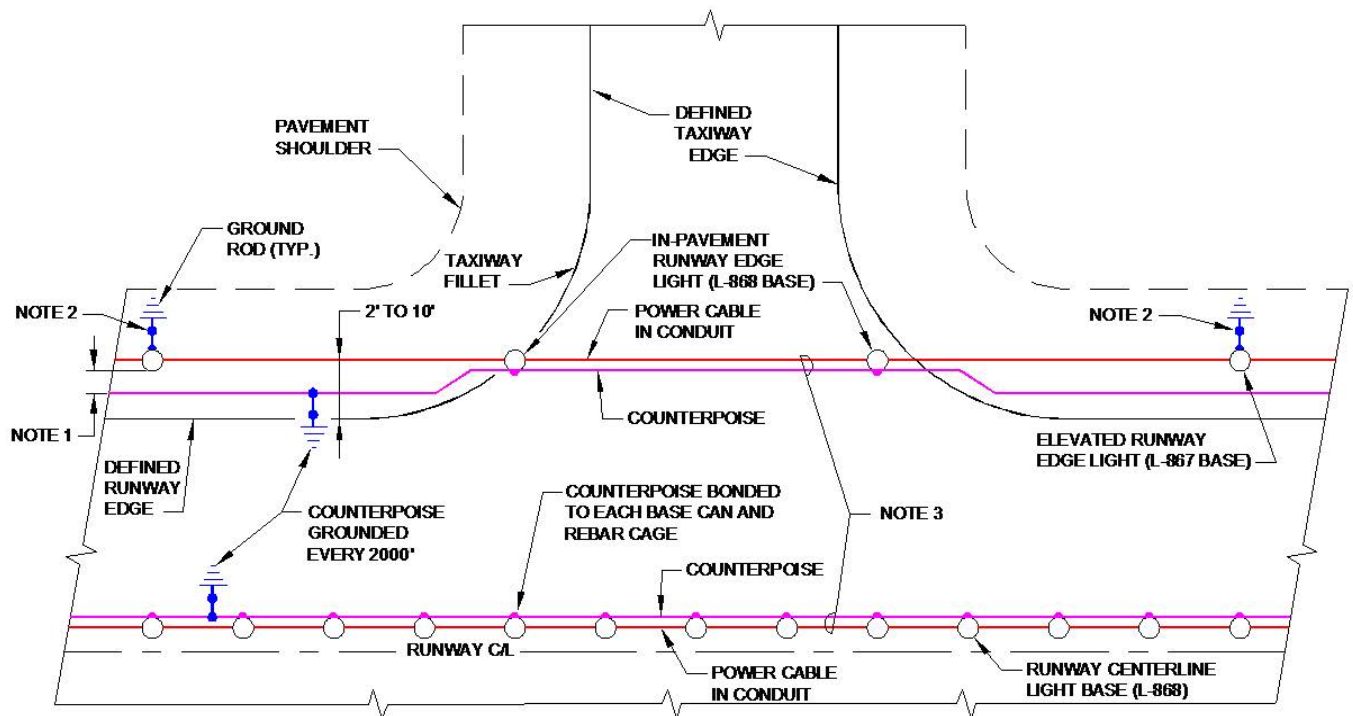 PAVEMENT
SHOULDER
DEFINED
TAXIWAY
EDGE
GROUND
ROD (TYP.)
TAXIWAY
FILLET
IN-PAVEMENT
RUNWAY EDGE
LIGHT (L-868 BASE)
NOTE 2
2' TO 10'
POWER CABLE
IN CONDUIT
NOTE 2
NOTE 1
COUNTERPOISE
DEFINED
RUNWAY
EDGE
COUNTERPOISE
GROUNDED
EVERY 2000'
COUNTERPOISE BONDED
TO EACH BASE CAN AND
REBAR CAGE
NOTE 3
ELEVATED RUNWAY
EDGE LIGHT (L-867 BASE)
COUNTERPOISE
RUNWAY C/L
POWER CABLE
IN CONDUIT
RUNWAY CENTERLINE
LIGHT BASE (L-868)